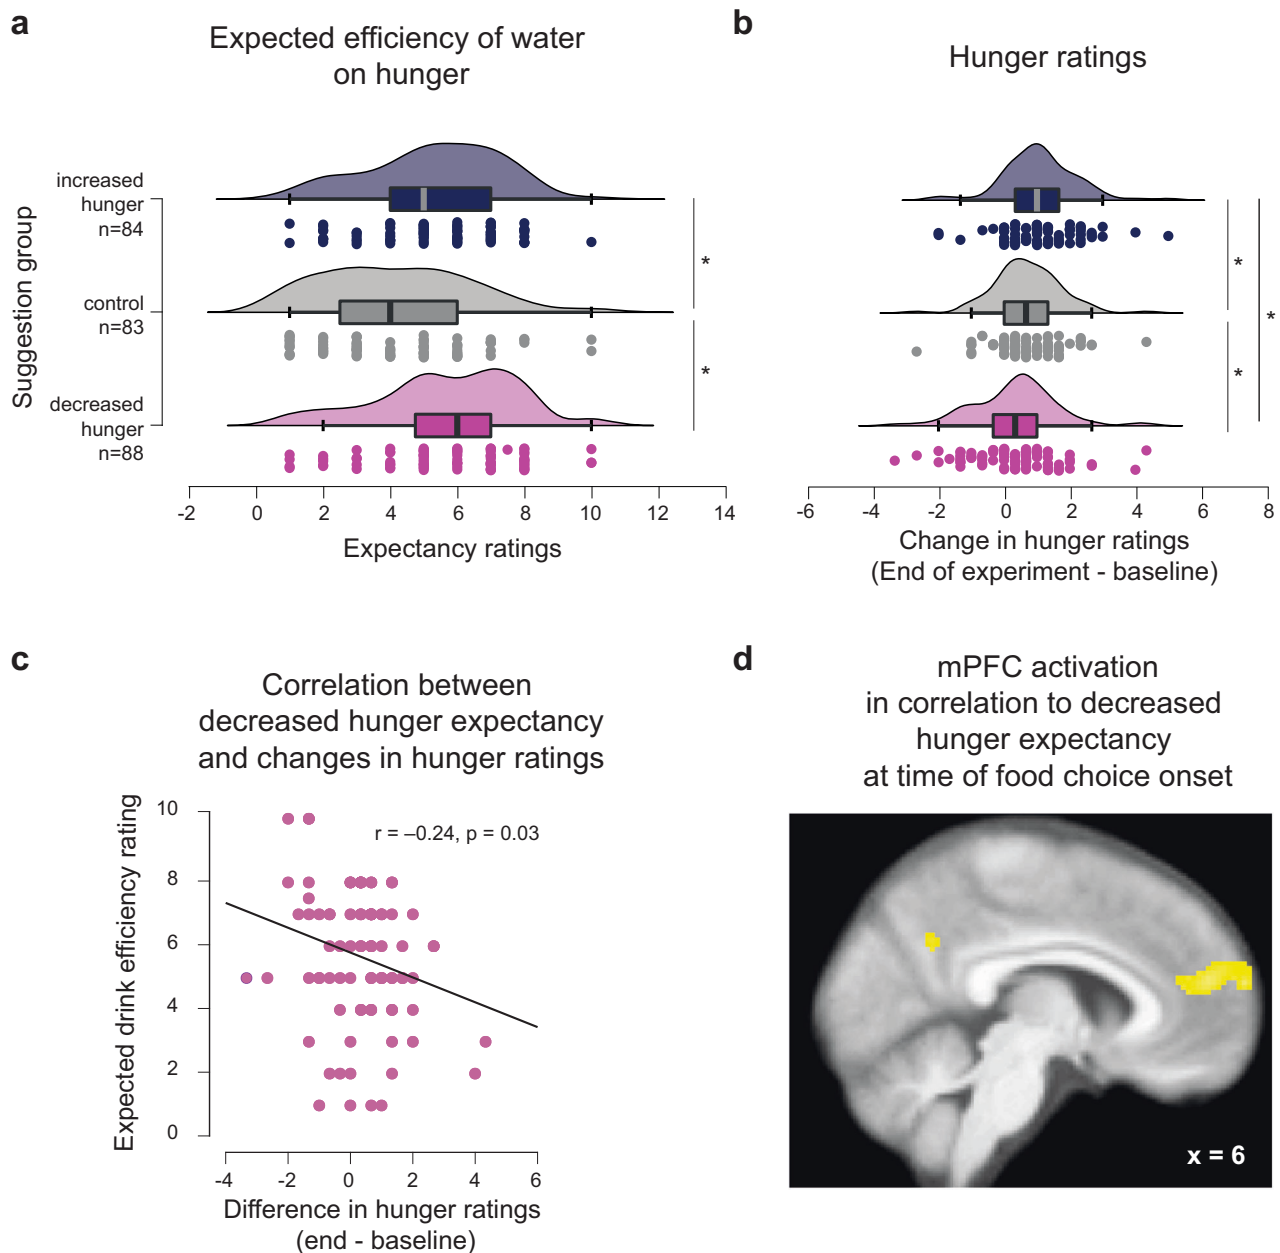 a
Expected efficiency of water
on hunger
Suggestion group
increased
hunger
n=84
control
n=83
decreased
hunger
n=88
*
*
-2 0 2 4 6 8 10 12 14
Expectancy ratings
b
Hunger ratings
*
*
*
-6 -4 -2 0 2 4 6 8
Change in hunger ratings
(End of experiment - baseline)
c
Correlation between
decreased hunger expectancy
and changes in hunger ratings
Expected drink efficiency rating
10
8
6
4
2
0
r = –0.24, p = 0.03
-4 -2 0 2 4 6
Difference in hunger ratings
(end - baseline)
d
mPFC activation
in correlation to decreased
hunger expectancy
at time of food choice onset
x = 6